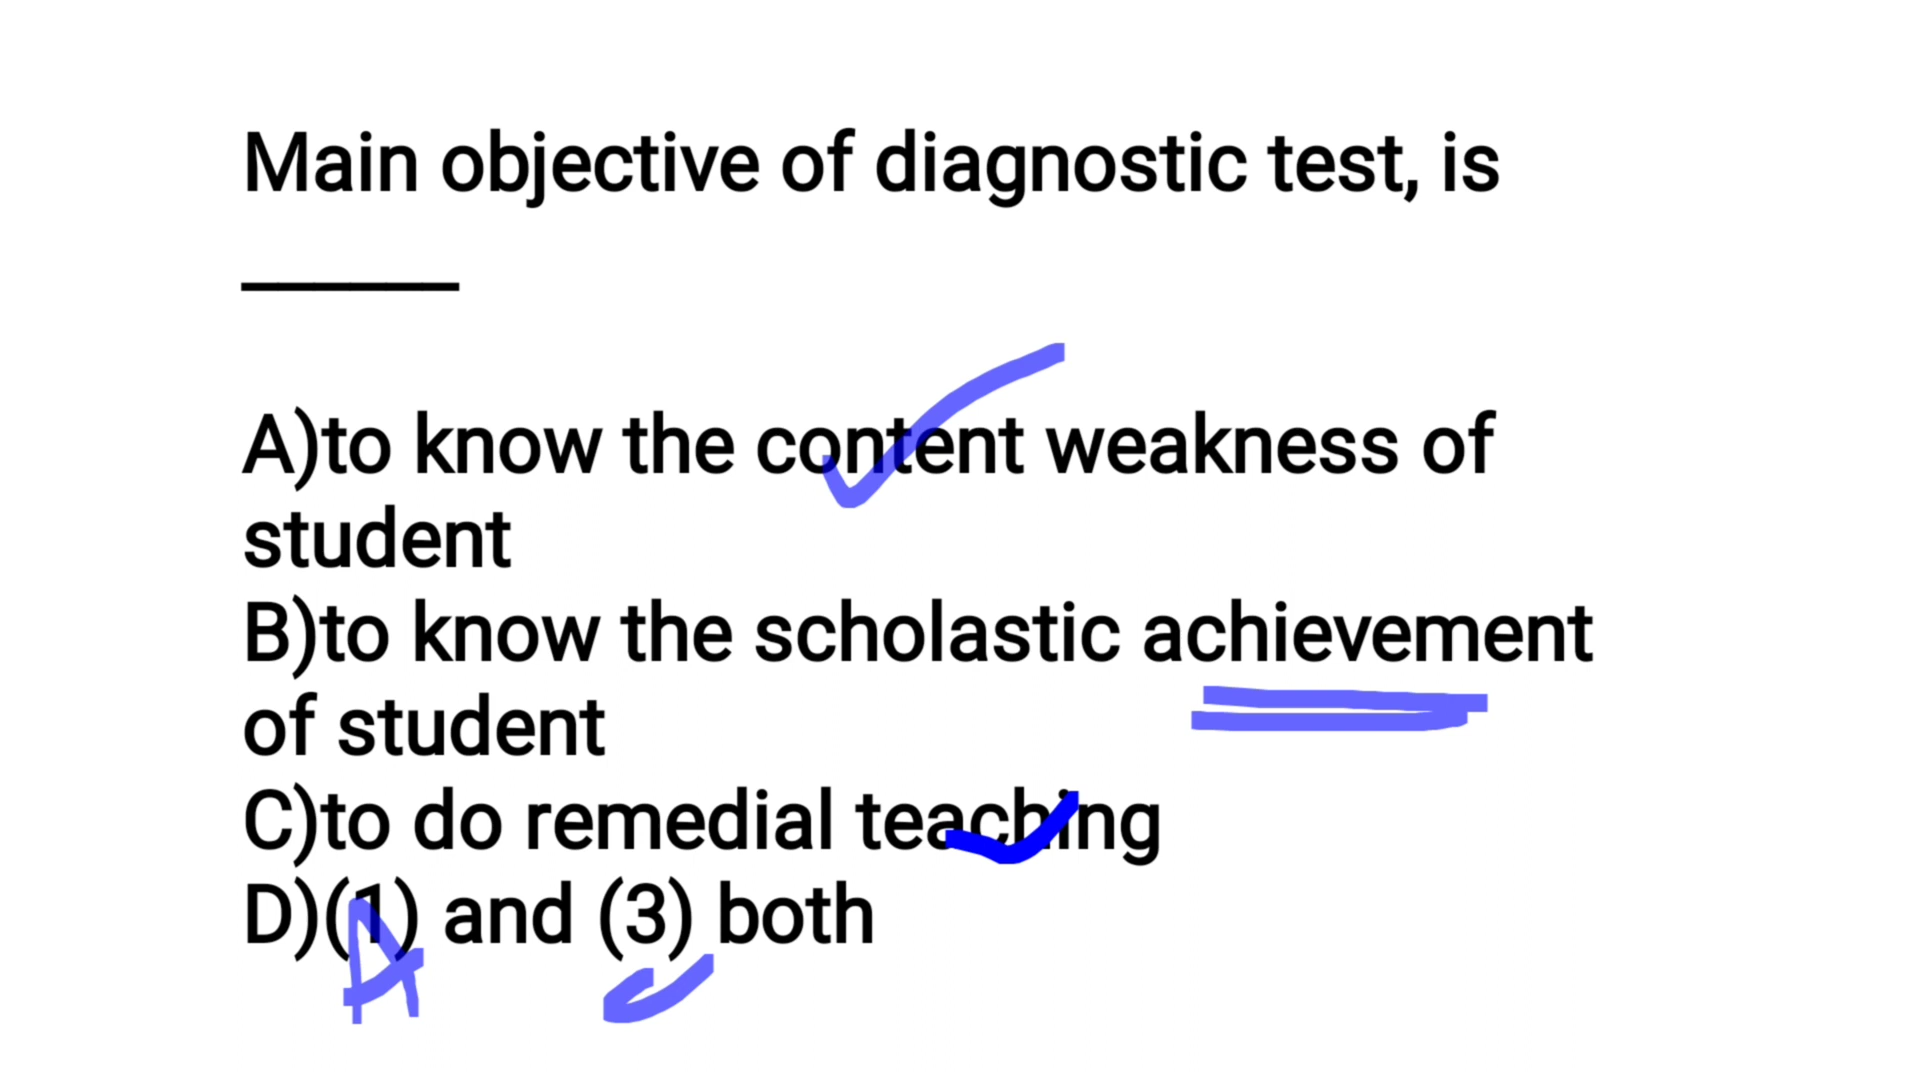 Main objective of diagnostic test, is
______
A)to know the content weakness of
student
B)to know the scholastic achievement
of student
C)to do remedial teaching
D)(1) and (3) both
A C